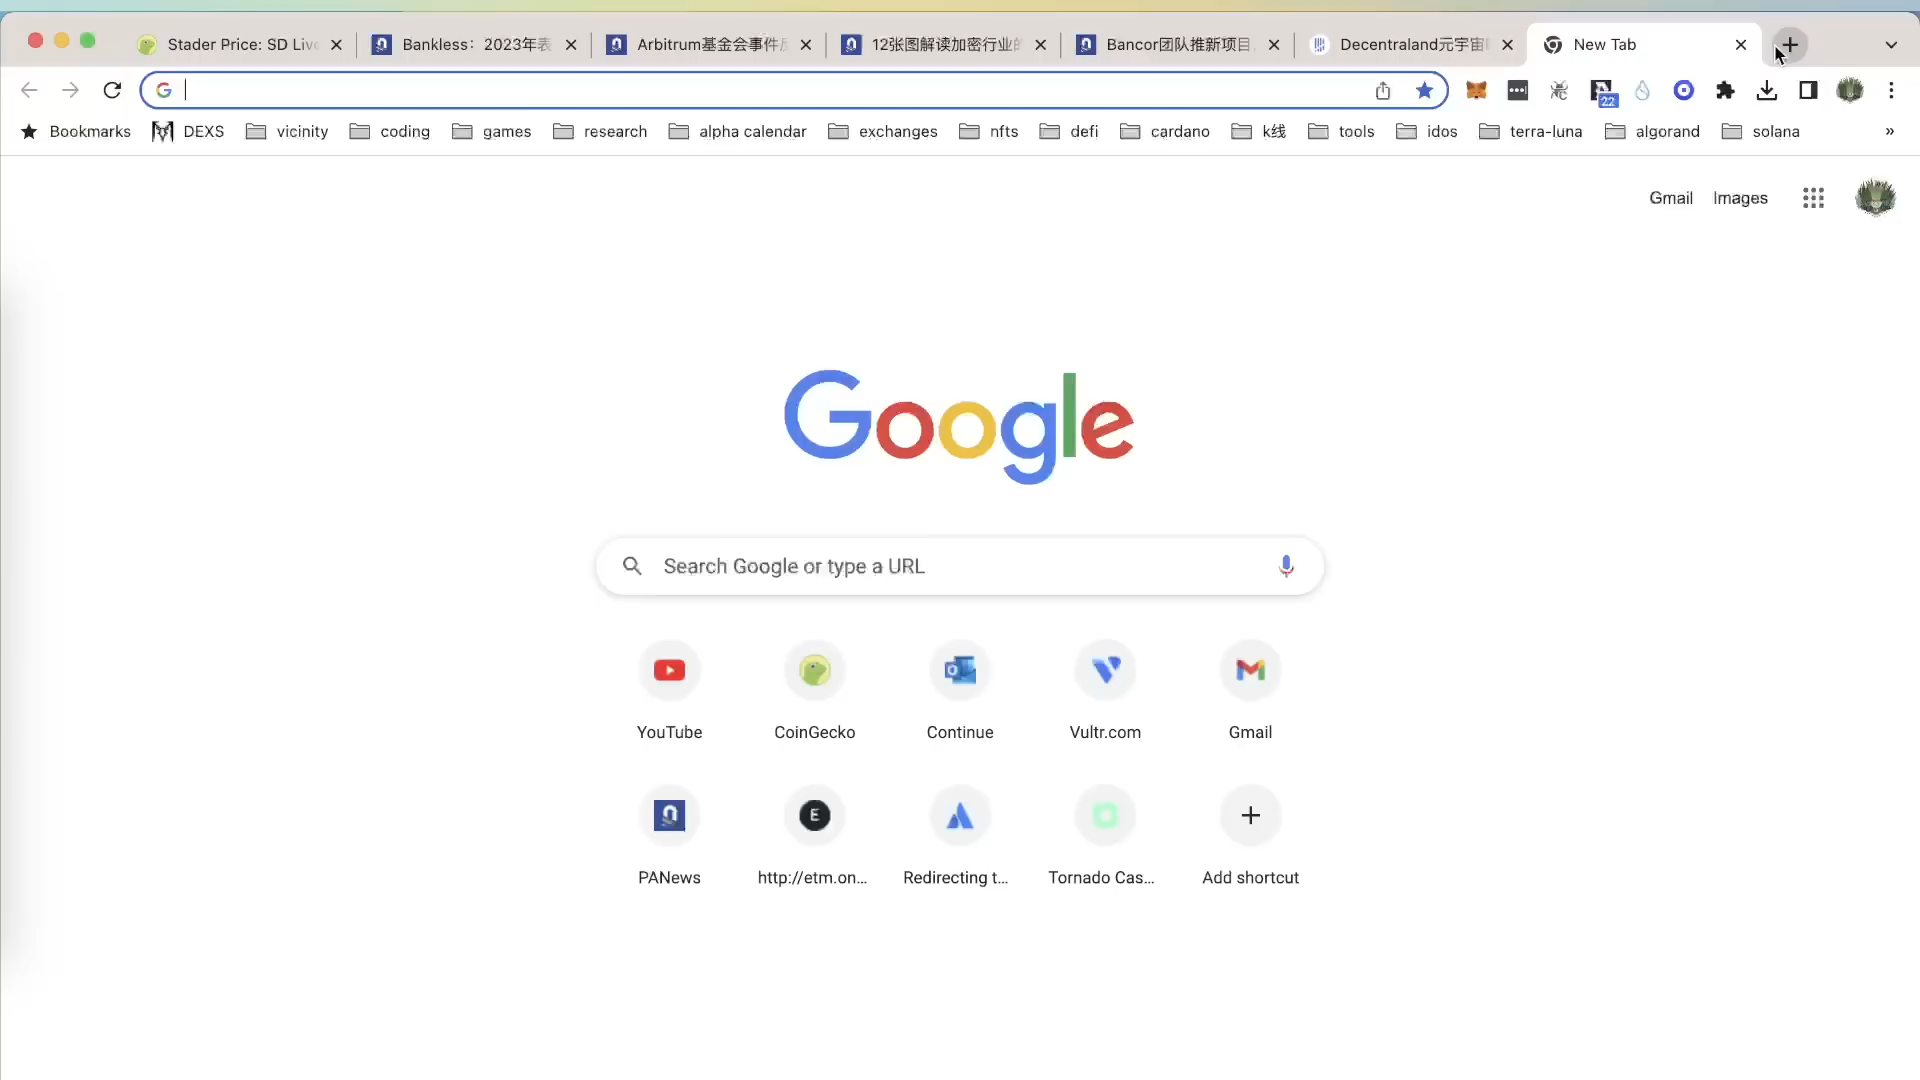 Stader Price: SD Live
Bankless：2023年表
Arbitrum基金会事件
12张图解读加密行业的
Bancor团队推新项目
Decentraland元宇宙
New Tab
22
Bookmarks
DEXS
vicinity
coding
games
research
alpha calendar
exchanges
nfts
defi
cardano
k线
tools
idos
terra-luna
algorand
solana
»
Gmail
Images
Google
Search Google or type a URL
YouTube
CoinGecko
Continue
Vultr.com
Gmail
PANews
E
http://etm.on...
Redirecting t...
Tornado Cas...
Add shortcut